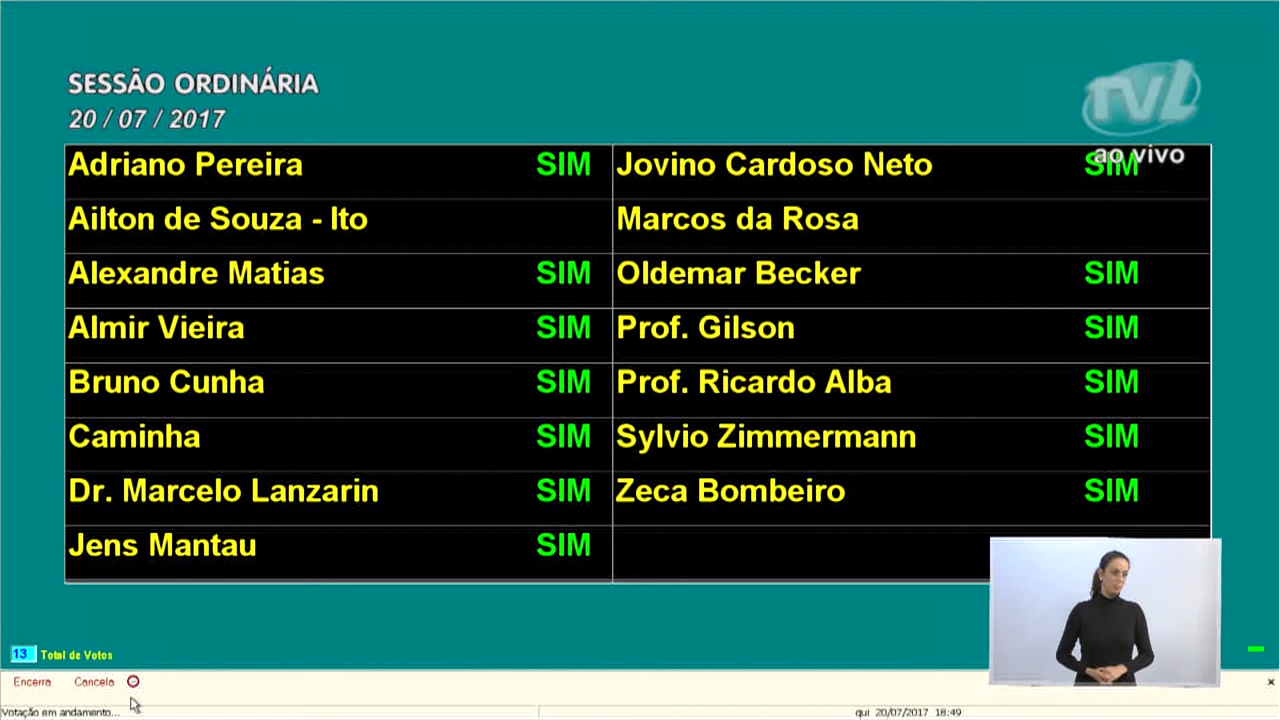 SESSÃO ORDINÁRIA
20 / 07 / 2017
TVL
ao vivo
Adriano Pereira SIM Jovino Cardoso Neto SIM
Ailton de Souza - Ito Marcos da Rosa
Alexandre Matias SIM Oldemar Becker SIM
Almir Vieira SIM Prof. Gilson SIM
Bruno Cunha SIM Prof. Ricardo Alba SIM
Caminha SIM Sylvio Zimmermann SIM
Dr. Marcelo Lanzarin SIM Zeca Bombeiro SIM
Jens Mantau SIM
13 Total de Votos
Encerra Cancela
Votação em andamento... qui 20/07/2017 18:49